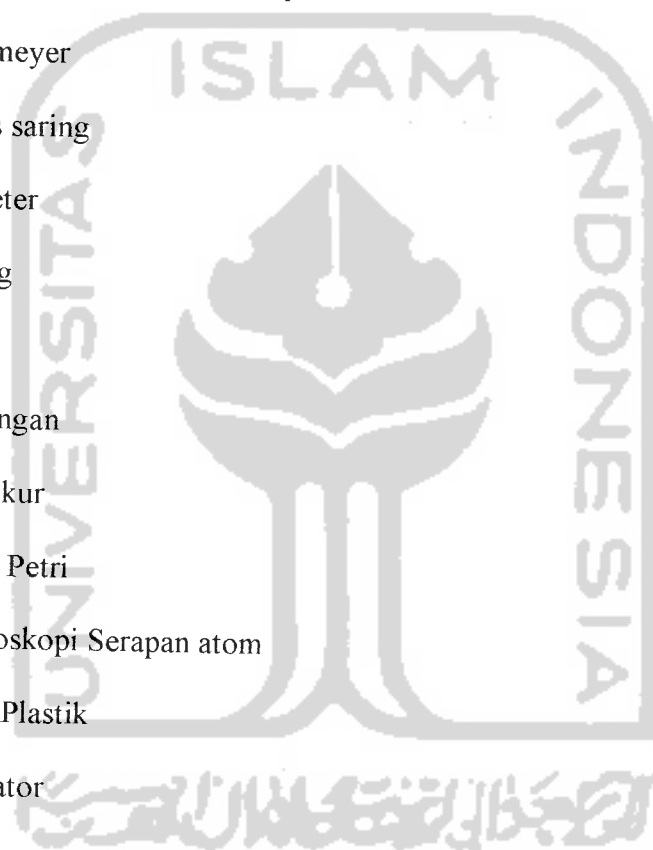 meyer
s saring
eter
g
ngan
kur
Petri
oskopi Serapan atom
Plastik
ator
UNIVERSITAS
ISLAM
INDONESIA